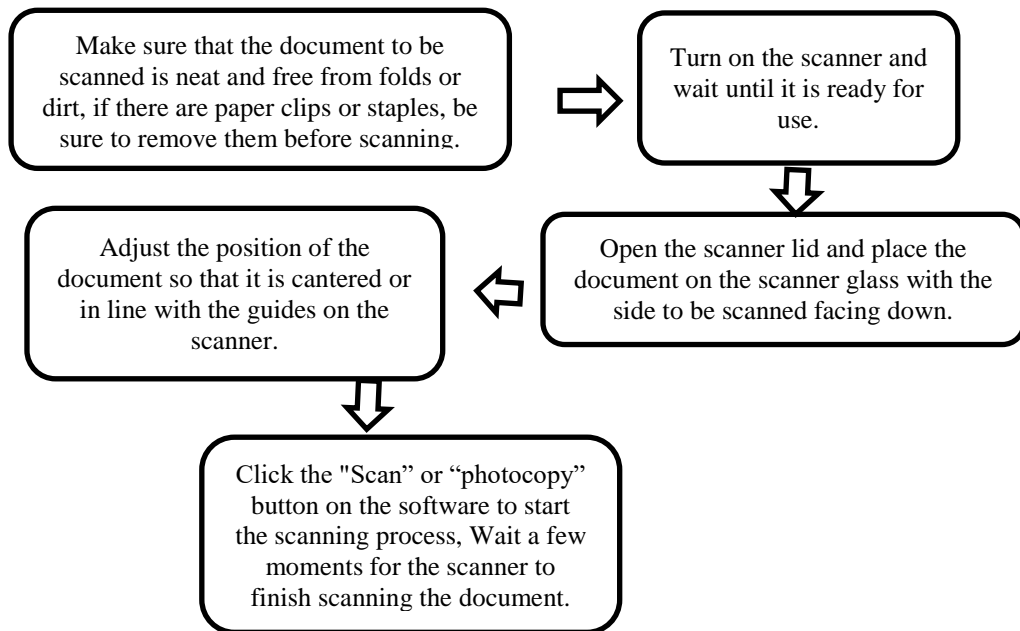 Make sure that the document to be
scanned is neat and free from folds or
dirt, if there are paper clips or staples, be
sure to remove them before scanning.
Turn on the scanner and
wait until it is ready for
use.
Open the scanner lid and place the
document on the scanner glass with the
side to be scanned facing down.
Adjust the position of the
document so that it is cantered or
in line with the guides on the
scanner.
Click the "Scan” or “photocopy”
button on the software to start
the scanning process, Wait a few
moments for the scanner to
finish scanning the document.